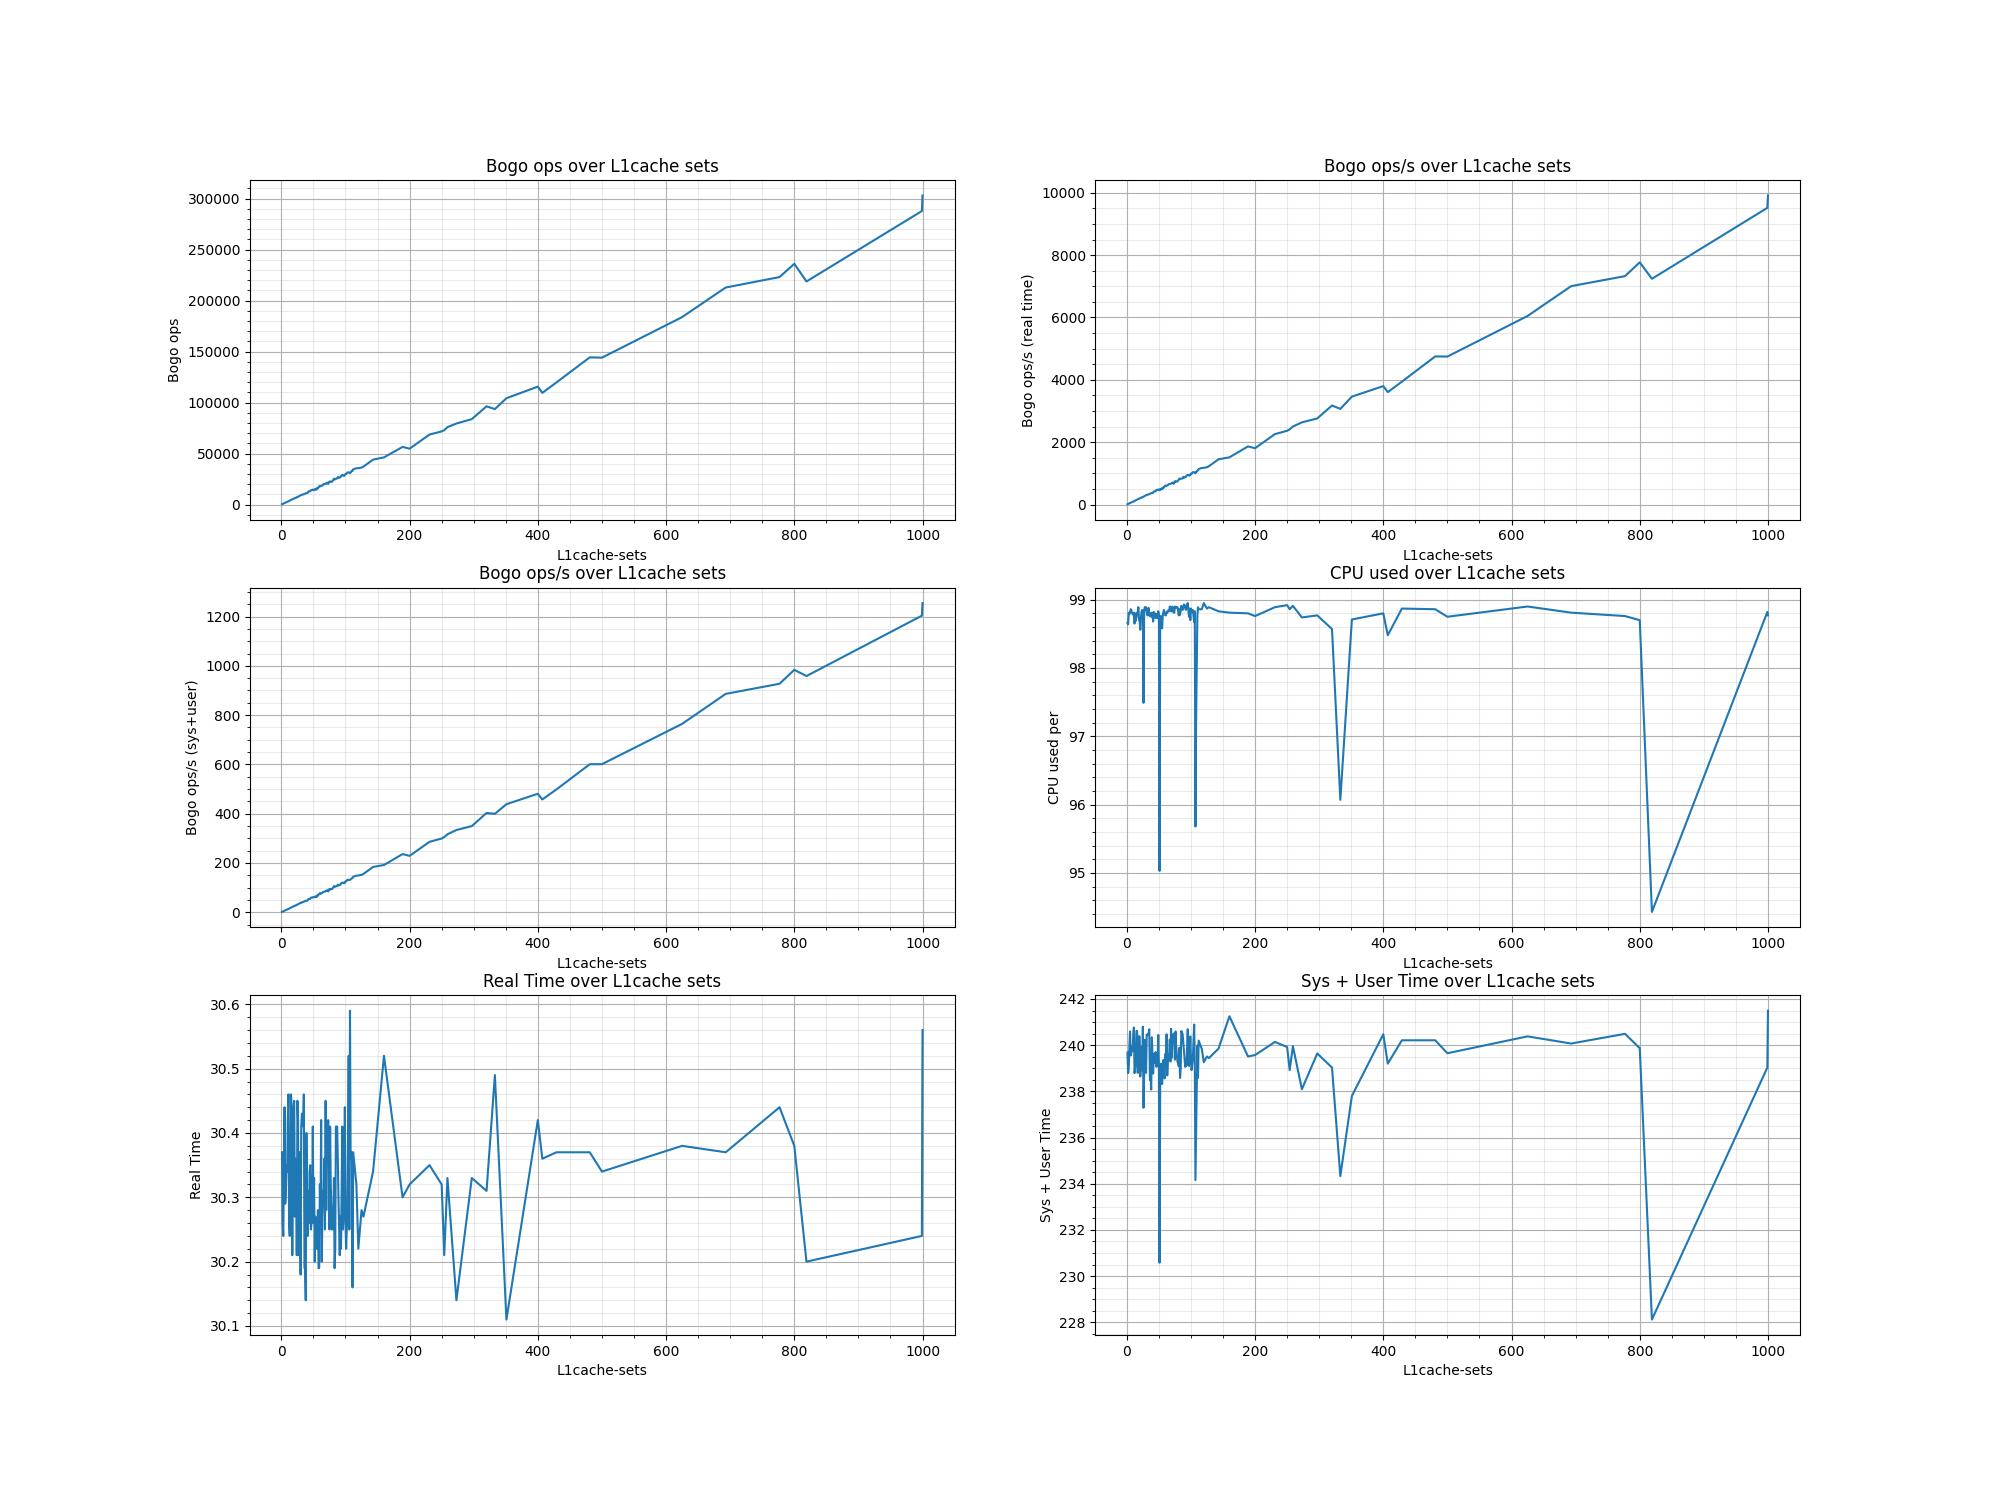 Bogo ops over L1cache sets
300000
250000
200000
150000
100000
50000
0
Bogo ops
0 200 400 600 800 1000
L1cache-sets
Bogo ops/s over L1cache sets
10000
8000
6000
4000
2000
0
Bogo ops/s (real time)
0 200 400 600 800 1000
L1cache-sets
Bogo ops/s over L1cache sets
1200
1000
800
600
400
200
0
Bogo ops/s (sys+user)
0 200 400 600 800 1000
L1cache-sets
CPU used over L1cache sets
99
98
97
96
95
CPU used per
0 200 400 600 800 1000
L1cache-sets
Real Time over L1cache sets
30.6
30.5
30.4
30.3
30.2
30.1
Real Time
0 200 400 600 800 1000
L1cache-sets
Sys + User Time over L1cache sets
242
240
238
236
234
232
230
228
Sys + User Time
0 200 400 600 800 1000
L1cache-sets